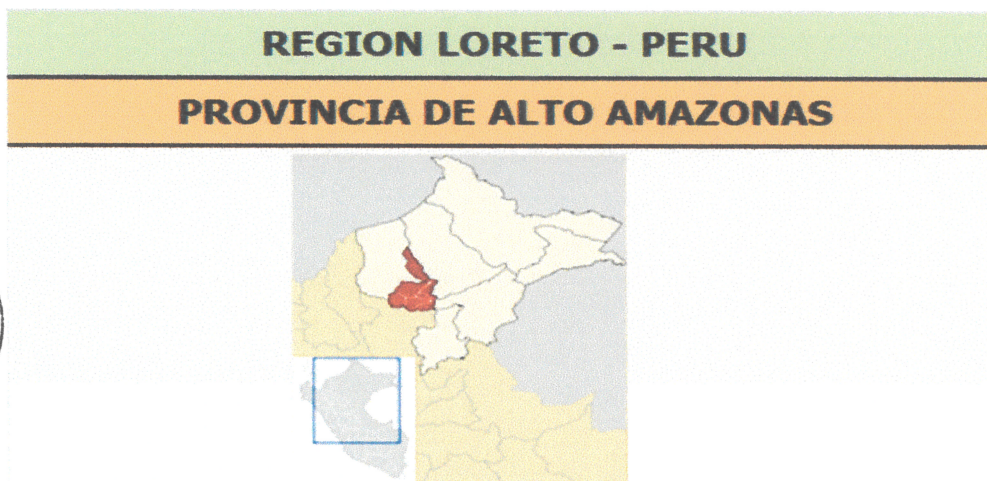 REGION LORETO - PERU
PROVINCIA DE ALTO AMAZONAS